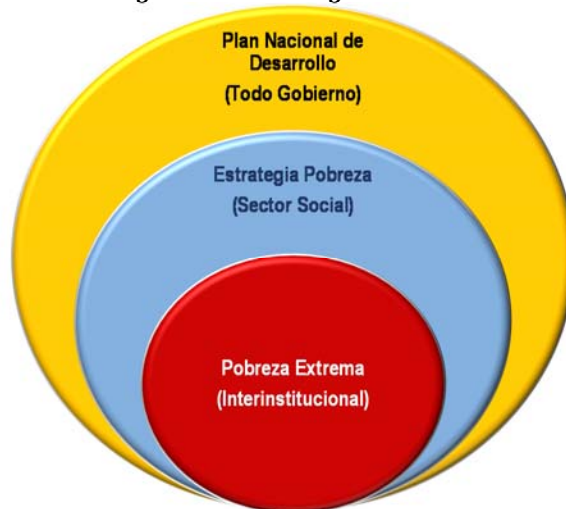 Plan Nacional de
Desarrollo
(Todo Gobierno)
Estrategia Pobreza
(Sector Social)
Pobreza Extrema
(Interinstitucional)